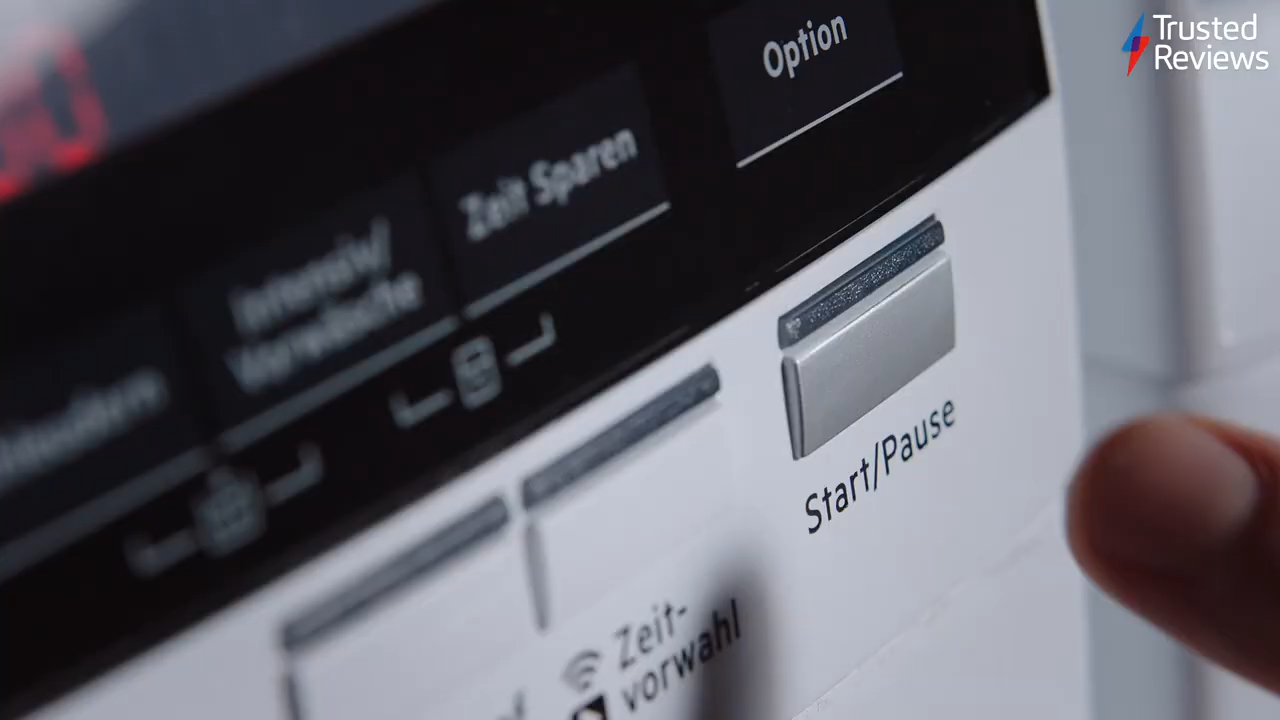 Trusted
Reviews
Option
Zeit Sparen
Intensiv/
Vorwäsche
Start/Pause
Zeit-
vorwahl